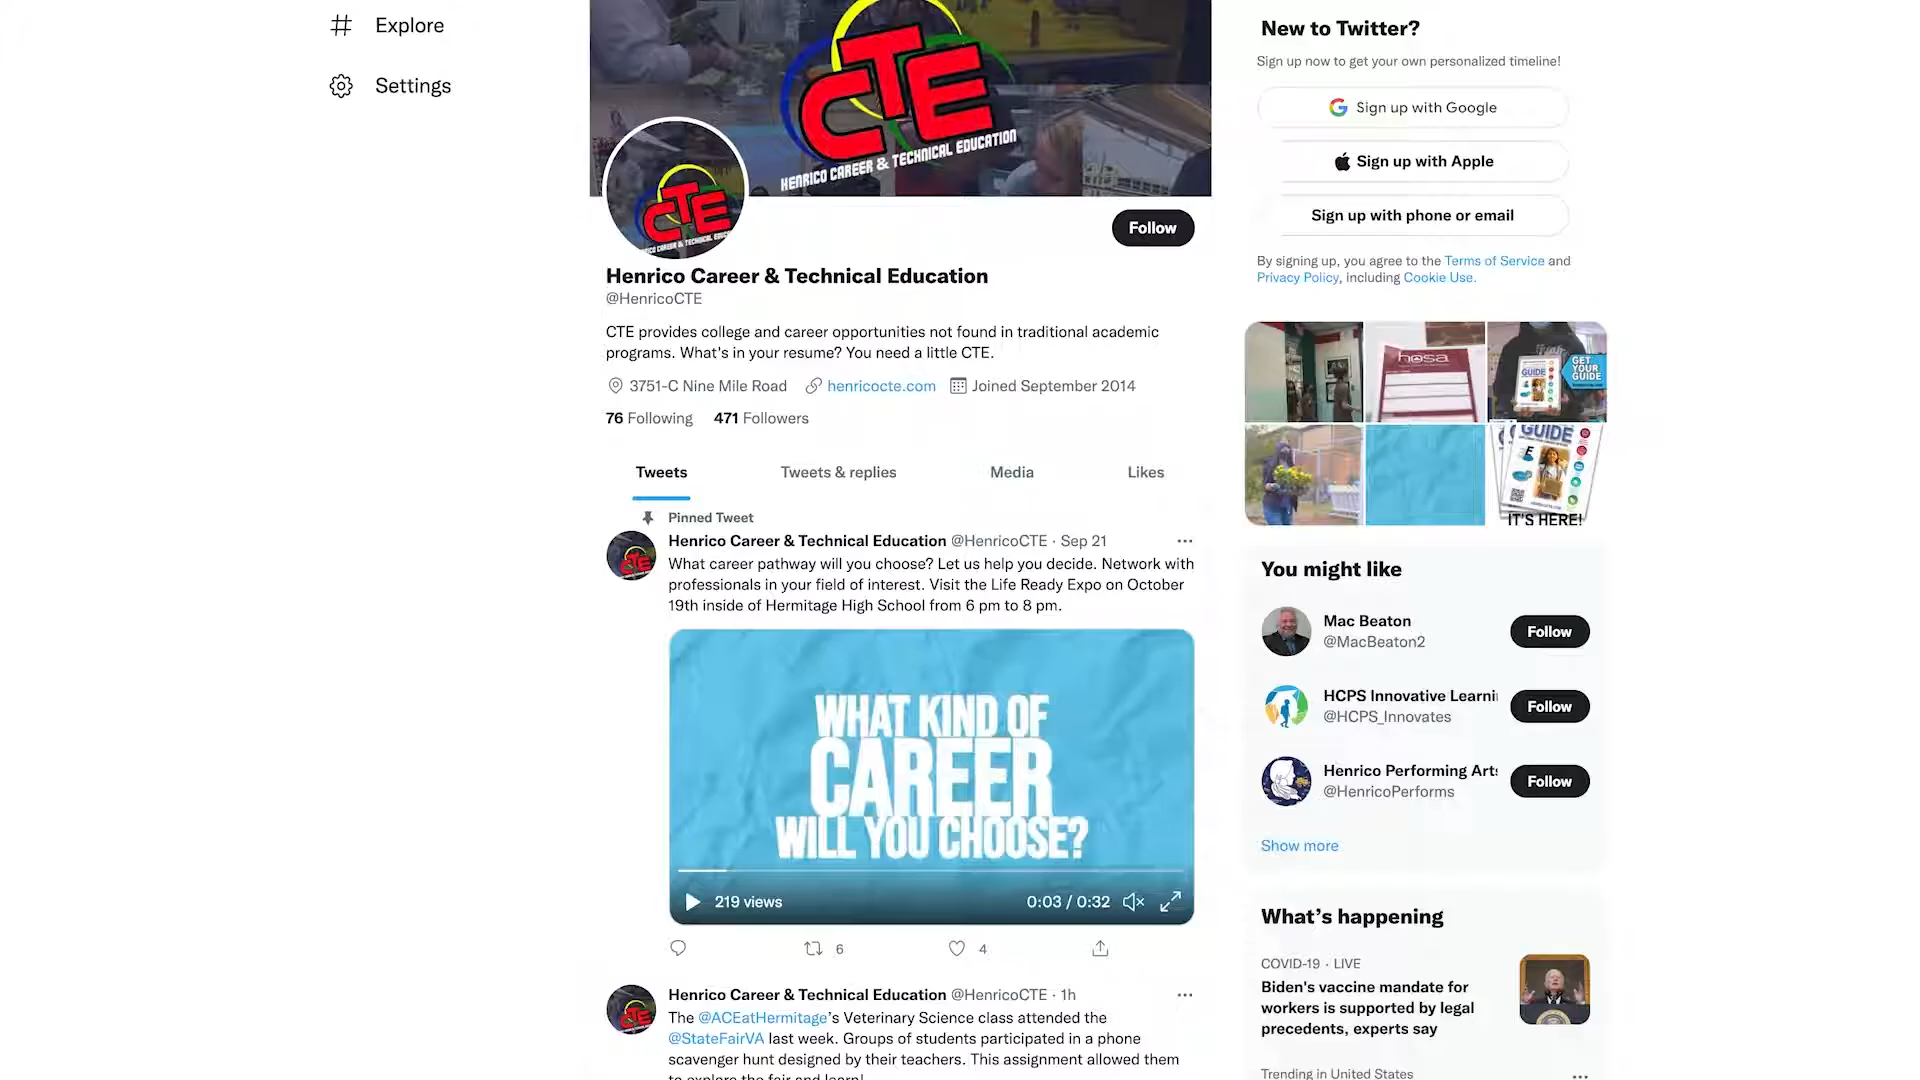 Explore
Settings
CTE
HENRICO CAREER & TECHNICAL EDUCATION
CTE
Follow
Henrico Career & Technical Education
@HenricoCTE
CTE provides college and career opportunities not found in traditional academic
programs. What's in your resume? You need a little CTE.
3751-C Nine Mile Road henricocte.com Joined September 2014
76 Following 471 Followers
Tweets Tweets & replies Media Likes
Pinned Tweet
Henrico Career & Technical Education @HenricoCTE · Sep 21
What career pathway will you choose? Let us help you decide. Network with
professionals in your field of interest. Visit the Life Ready Expo on October
19th inside of Hermitage High School from 6 pm to 8 pm.
WHAT KIND OF
CAREER
WILL YOU CHOOSE?
219 views 0:03 / 0:32
6 4
Henrico Career & Technical Education @HenricoCTE · 1h
The @ACEatHermitage's Veterinary Science class attended the
@StateFairVA last week. Groups of students participated in a phone
scavenger hunt designed by their teachers. This assignment allowed them
to explore the fair and learn!
New to Twitter?
Sign up now to get your own personalized timeline!
Sign up with Google
Sign up with Apple
Sign up with phone or email
By signing up, you agree to the Terms of Service and
Privacy Policy, including Cookie Use.
hosa
GUIDE
GET
YOUR
GUIDE
GUIDE
IT'S HERE!
You might like
Mac Beaton
@MacBeaton2
Follow
HCPS Innovative Learni
@HCPS_Innovates
Follow
Henrico Performing Arts
@HenricoPerforms
Follow
Show more
What's happening
COVID-19 · LIVE
Biden's vaccine mandate for
workers is supported by legal
precedents, experts say
Trending in United States